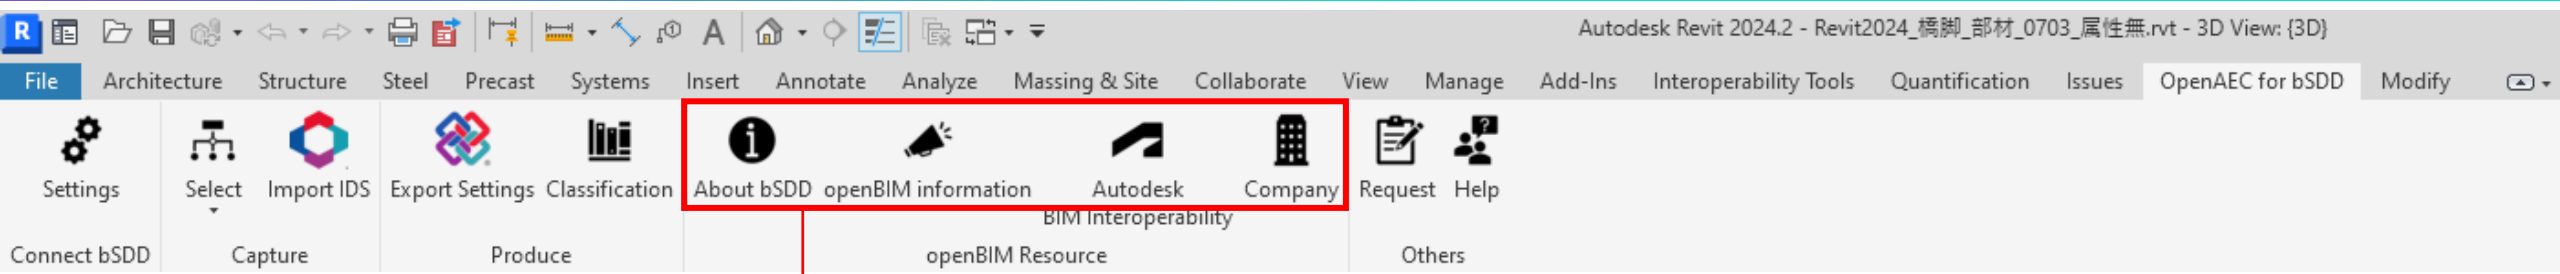 R
Autodesk Revit 2024.2 - Revit2024_橋脚_部材_0703_属性無.rvt - 3D View: {3D}
File Architecture Structure Steel Precast Systems Insert Annotate Analyze Massing & Site Collaborate View Manage Add-Ins Interoperability Tools Quantification Issues OpenAEC for bSDD Modify
Settings Select Import IDS Export Settings Classification About bSDD openBIM information Autodesk Company Request Help
BIM Interoperability
Connect bSDD Capture Produce openBIM Resource Others